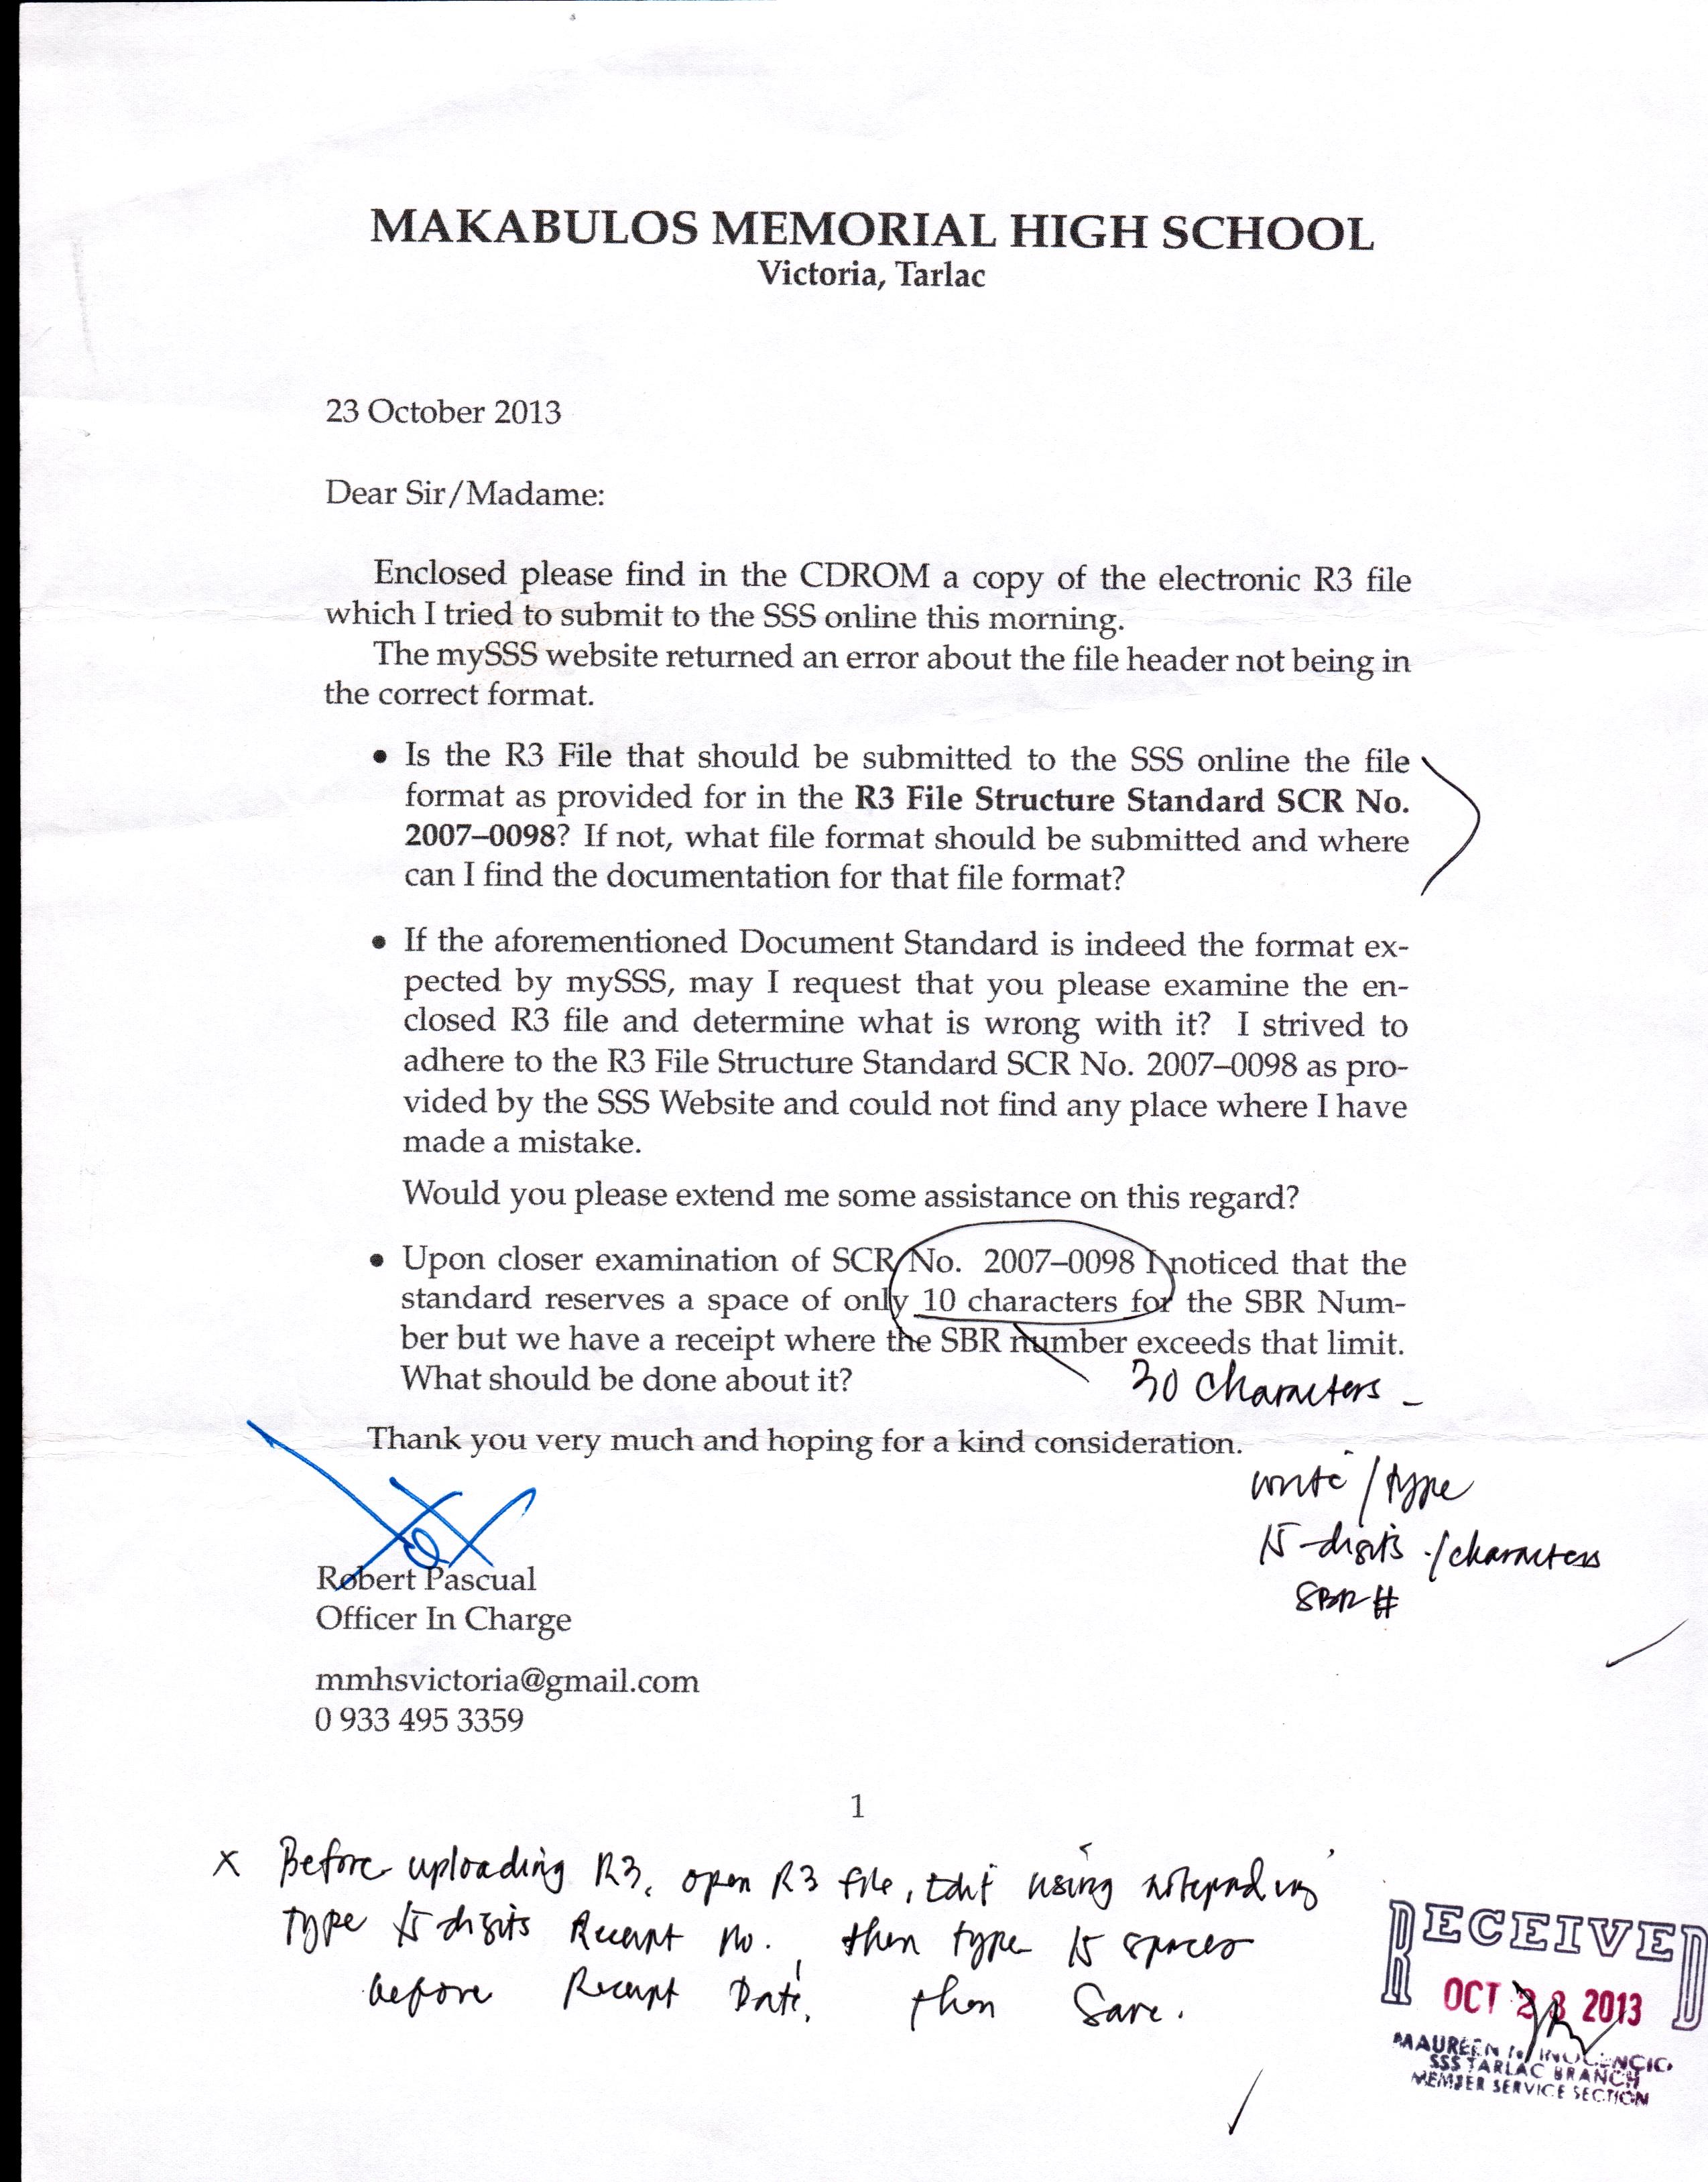 MAKABULOS MEMORIAL HIGH SCHOOL
Victoria, Tarlac
23 October 2013
Dear Sir/Madame:
Enclosed please find in the CDROM a copy of the electronic R3 file
which I tried to submit to the SSS online this morning.
The mySSS website returned an error about the file header not being in
the correct format.
• Is the R3 File that should be submitted to the SSS online the file
format as provided for in the R3 File Structure Standard SCR No.
2007–0098? If not, what file format should be submitted and where
can I find the documentation for that file format?
• If the aforementioned Document Standard is indeed the format ex-
pected by mySSS, may I request that you please examine the en-
closed R3 file and determine what is wrong with it? I strived to
adhere to the R3 File Structure Standard SCR No. 2007–0098 as pro-
vided by the SSS Website and could not find any place where I have
made a mistake.
Would you please extend me some assistance on this regard?
• Upon closer examination of SCR No. 2007–0098 I noticed that the
standard reserves a space of only 10 characters for the SBR Num-
ber but we have a receipt where the SBR number exceeds that limit.
What should be done about it?
30 characters -
Thank you very much and hoping for a kind consideration.
write / type
15 digits / characters
SBR #
Robert Pascual
Officer In Charge
mmhsvictoria@gmail.com
0 933 495 3359
1
x Before uploading R3, open R3 file, Edit using notepad
type 15 digits Receipt No., then type 15 spaces
before Receipt Date, then Save.
RECEIVED
OCT 23 2013
MAUREEN INOCENCIO
SSS TARLAC BRANCH
MEMBER SERVICE SECTION